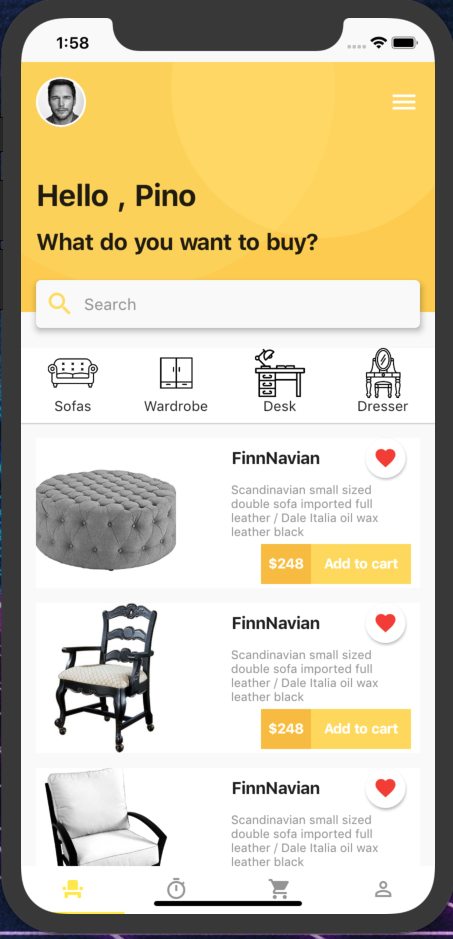 1:58
Hello , Pino
What do you want to buy?
Search
Sofas
Wardrobe
Desk
Dresser
FinnNavian
Scandinavian small sized
double sofa imported full
leather / Dale Italia oil wax
leather black
$248 Add to cart
FinnNavian
Scandinavian small sized
double sofa imported full
leather / Dale Italia oil wax
leather black
$248 Add to cart
FinnNavian
Scandinavian small sized
double sofa imported full
leather / Dale Italia oil wax
leather black